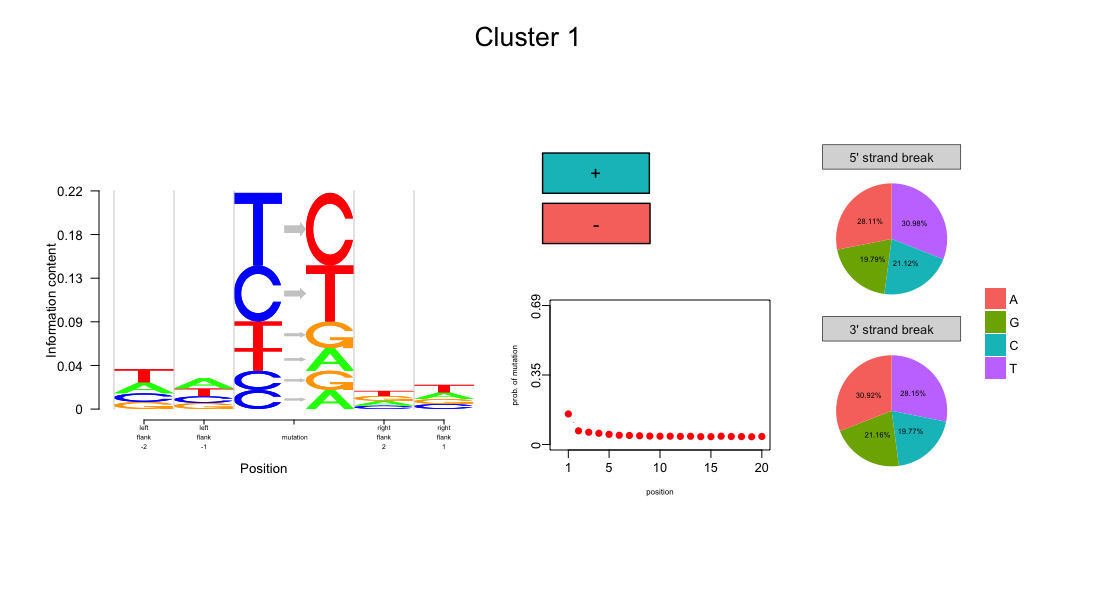 Cluster 1
Information content
0.22
0.18
0.13
0.09
0.04
0
T
C
T
T
C
C
C
T
G
A
G
A
T
A
C
G
A
T
C
G
T
G
A
C
T
A
G
C
left
flank
-2
left
flank
-1
mutation
right
flank
2
right
flank
1
Position
+
-
prob. of mutation
0.69
0.35
0
1
5
10
15
20
position
5' strand break
28.11%
30.98%
19.79%
21.12%
3' strand break
30.92%
28.15%
21.16%
19.77%
A
G
C
T